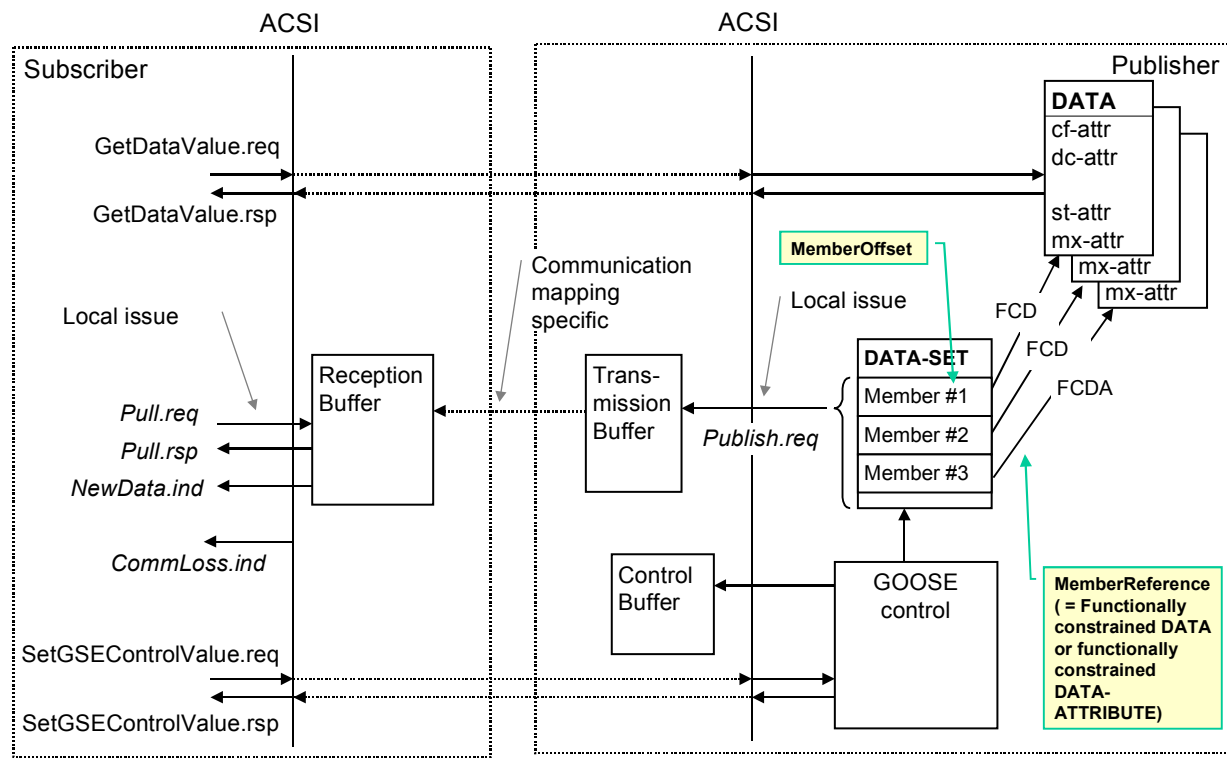 ACSI
ACSI
Subscriber
Publisher
DATA
cf-attr
dc-attr
st-attr
mx-attr
mx-attr
mx-attr
GetDataValue.req
GetDataValue.rsp
MemberOffset
Communication
mapping
specific
Local issue
Local issue
FCD
FCD
FCDA
DATA-SET
Member #1
Member #2
Member #3
Reception
Buffer
Trans-
mission
Buffer
Publish.req
Pull.req
Pull.rsp
NewData.ind
CommLoss.ind
Control
Buffer
GOOSE
control
MemberReference
( = Functionally
constrained DATA
or functionally
constrained
DATA-
ATTRIBUTE)
SetGSEControlValue.req
SetGSEControlValue.rsp